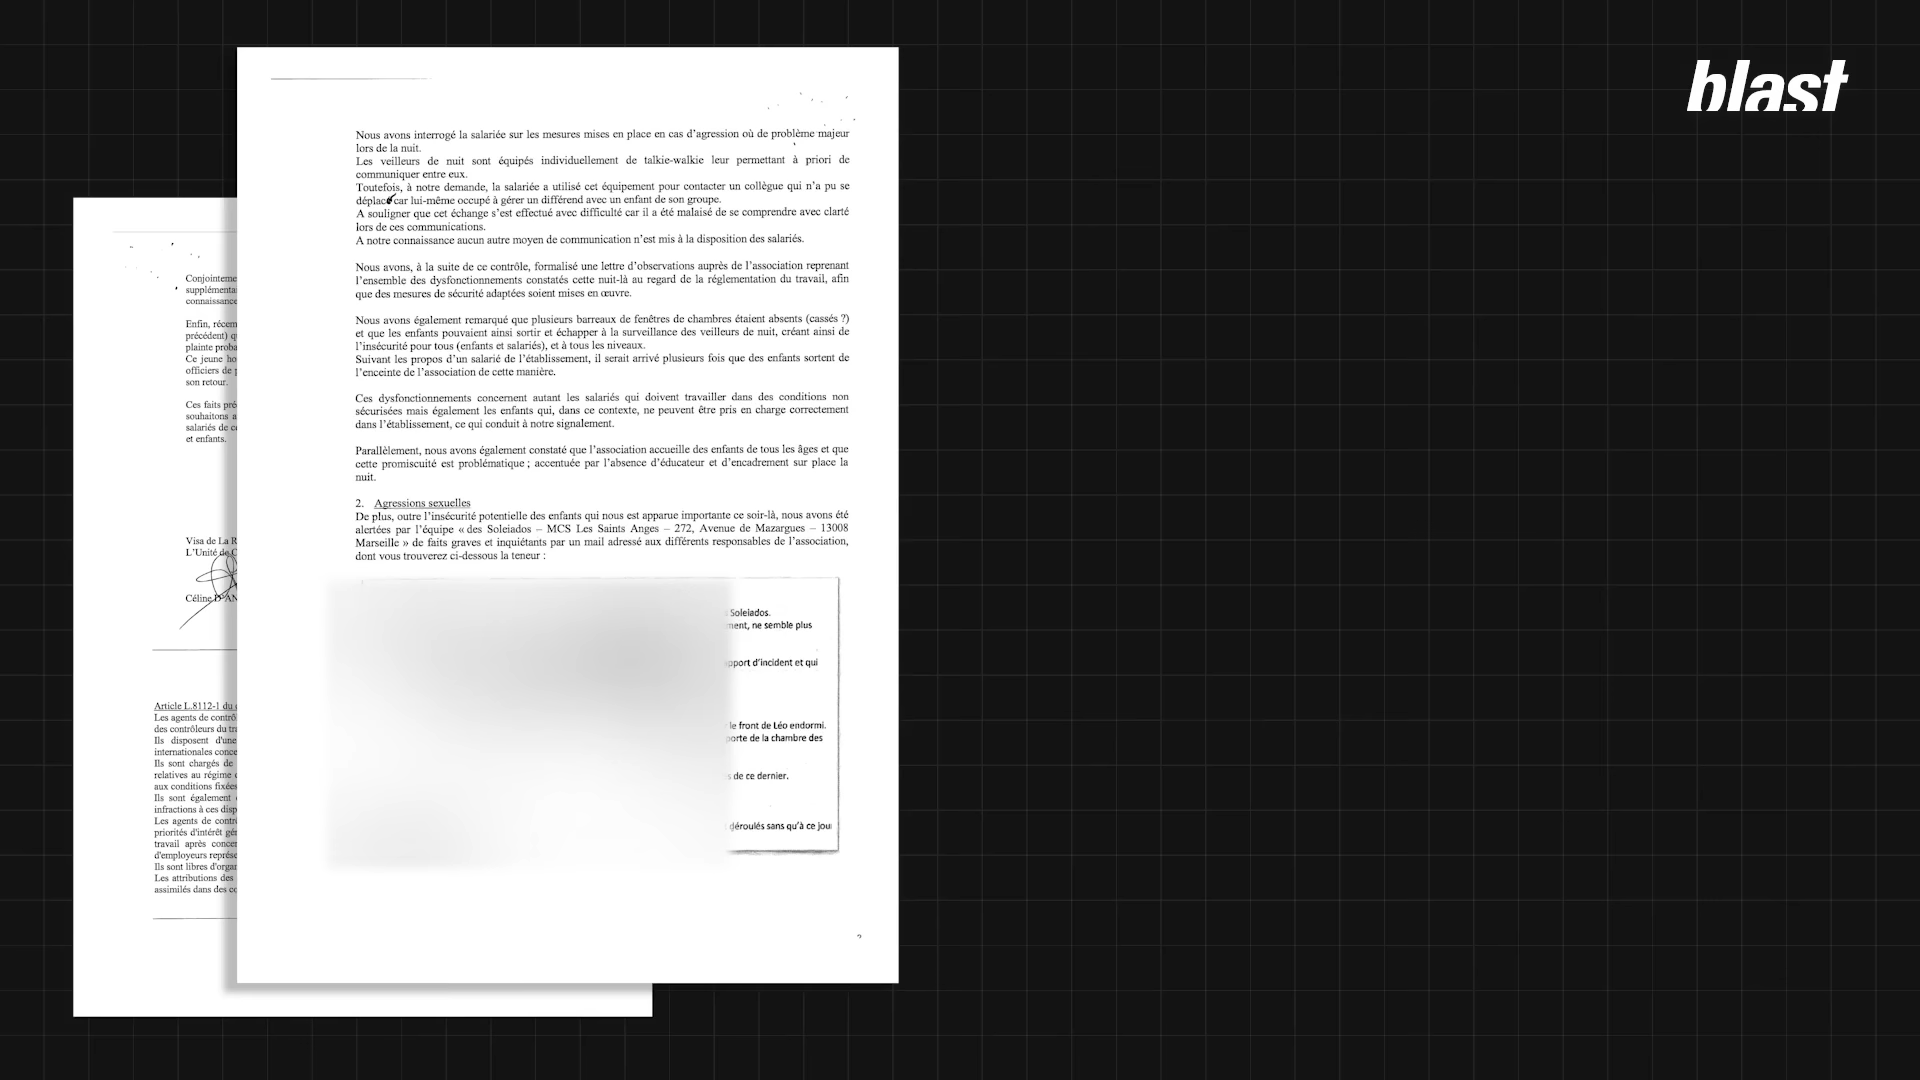 blast
Nous avons interrogé la salariée sur les mesures mises en place en cas d'agression où de problème majeur
lors de la nuit.
Les veilleurs de nuit sont équipés individuellement de talkie-walkie leur permettant à priori de
communiquer entre eux.
Toutefois, à notre demande, la salariée a utilisé cet équipement pour contacter un collègue qui n'a pu se
déplac car lui-même occupé à gérer un différend avec un enfant de son groupe.
A souligner que cet échange s'est effectué avec difficulté car il a été malaisé de se comprendre avec clarté
lors de ces communications.
A notre connaissance aucun autre moyen de communication n'est mis à la disposition des salariés.
Nous avons, à la suite de ce contrôle, formalisé une lettre d'observations auprès de l'association reprenant
l'ensemble des dysfonctionnements constatés cette nuit-là au regard de la réglementation du travail, afin
que des mesures de sécurité adaptées soient mises en œuvre.
Nous avons également remarqué que plusieurs barreaux de fenêtres de chambres étaient absents (cassés ?)
et que les enfants pouvaient ainsi sortir et échapper à la surveillance des veilleurs de nuit, créant ainsi de
l'insécurité pour tous (enfants et salariés), et à tous les niveaux.
Suivant les propos d'un salarié de l'établissement, il serait arrivé plusieurs fois que des enfants sortent de
l'enceinte de l'association de cette manière.
Ces dysfonctionnements concernent autant les salariés qui doivent travailler dans des conditions non
sécurisées mais également les enfants qui, dans ce contexte, ne peuvent être pris en charge correctement
dans l'établissement, ce qui conduit à notre signalement.
Parallèlement, nous avons également constaté que l'association accueille des enfants de tous les âges et que
cette promiscuité est problématique ; accentuée par l'absence d'éducateur et d'encadrement sur place la
nuit.
2. Agressions sexuelles
De plus, outre l'insécurité potentielle des enfants qui nous est apparue importante ce soir-là, nous avons été
alertées par l'équipe « des Soleiados – MCS Les Saints Anges – 272, Avenue de Mazargues – 13008
Marseille » de faits graves et inquiétants par un mail adressé aux différents responsables de l'association,
dont vous trouverez ci-dessous la teneur :
Soleiados.
ment, ne semble plus
pport d'incident et qui
le front de Léo endormi.
porte de la chambre des
s de ce dernier.
déroulés sans qu'à ce jour
Conjointeme
supplémenta
connaissance
Enfin, récem
précédent) q
plainte proba
Ce jeune ho
officiers de p
son retour.
Ces faits pré
souhaitons a
salariés de c
et enfants.
Visa de La R
L'Unité de C
Céline D'AN
Article L.8112-1 du c
Les agents de contrô
des contrôleurs du tra
Ils disposent d'une
internationales conce
Ils sont chargés de
relatives au régime
aux conditions fixées
Ils sont également
infractions à ces disp
Les agents de contr
priorités d'intérêt gén
travail après concer
d'employeurs représe
Ils sont libres d'organ
Les attributions des
assimilés dans des co